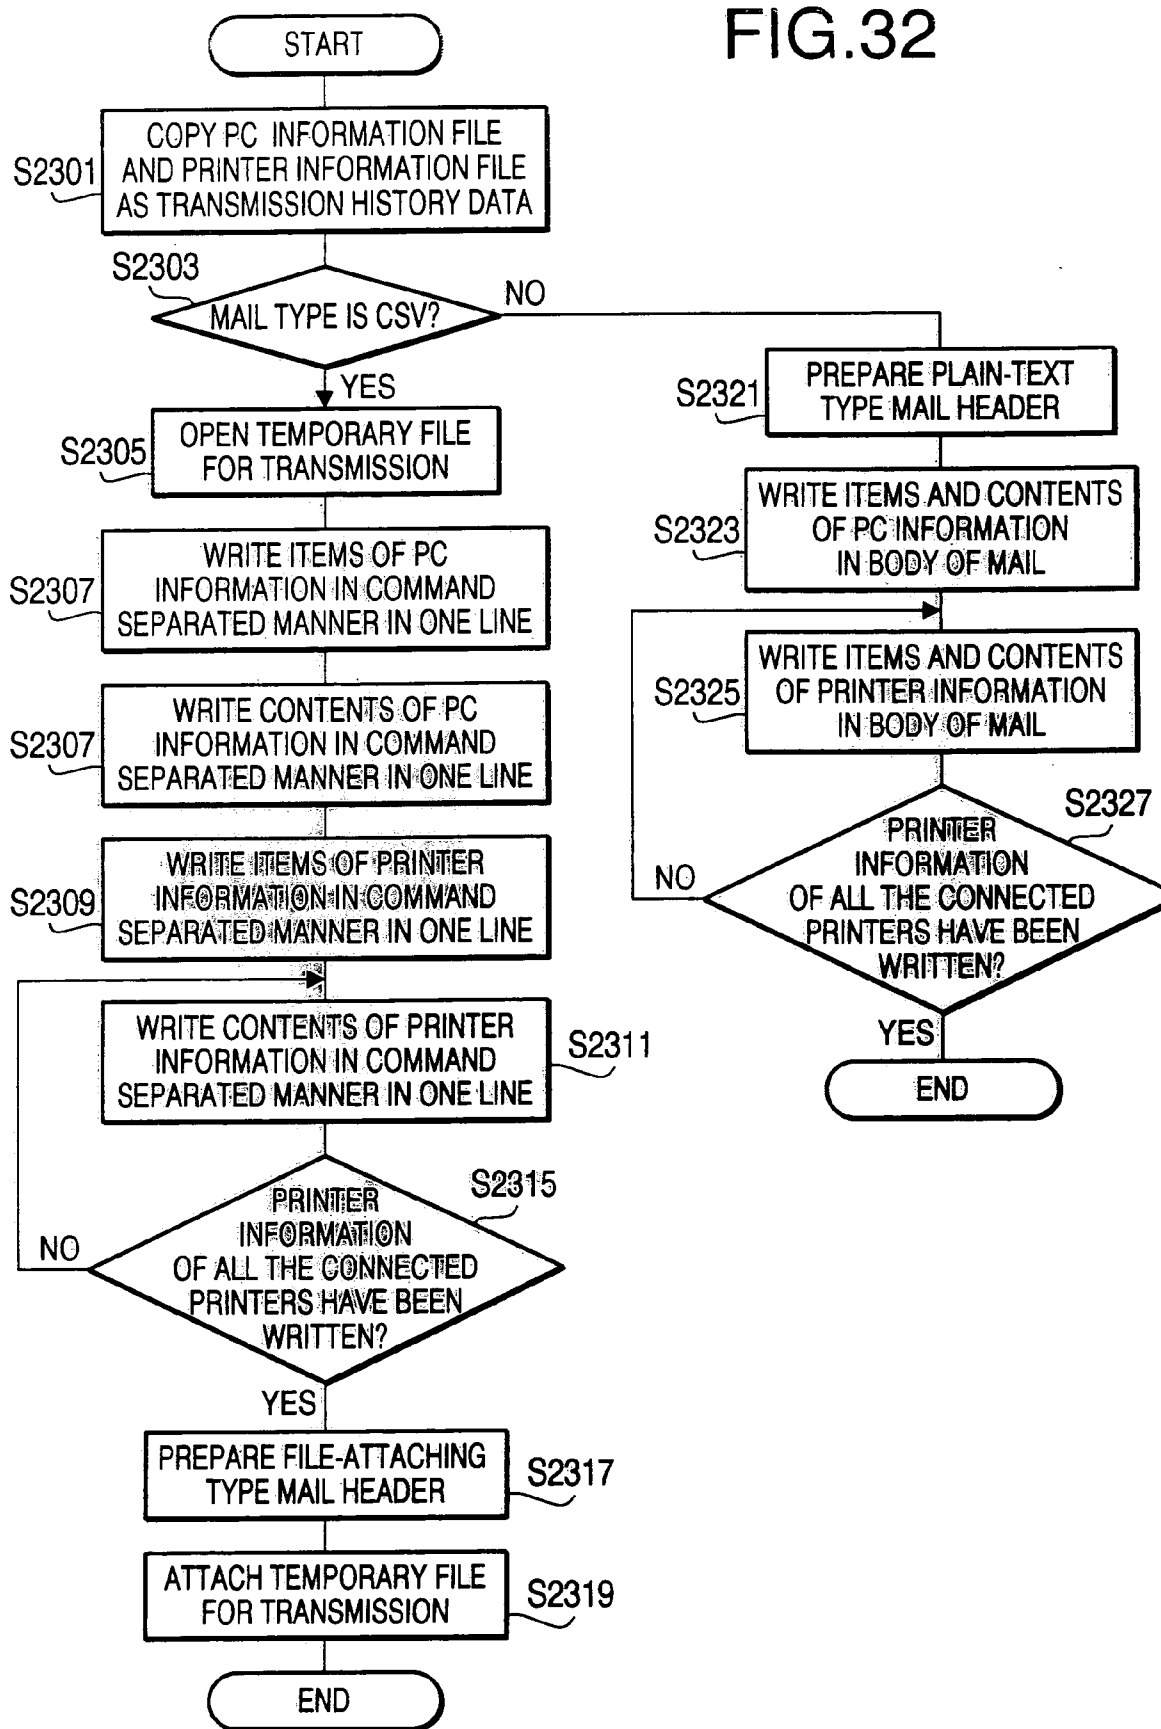 FIG.32
START
S2301
COPY PC INFORMATION FILE
AND PRINTER INFORMATION FILE
AS TRANSMISSION HISTORY DATA
S2303
MAIL TYPE IS CSV?
NO
YES
S2305
OPEN TEMPORARY FILE
FOR TRANSMISSION
S2307
WRITE ITEMS OF PC
INFORMATION IN COMMAND
SEPARATED MANNER IN ONE LINE
S2307
WRITE CONTENTS OF PC
INFORMATION IN COMMAND
SEPARATED MANNER IN ONE LINE
S2309
WRITE ITEMS OF PRINTER
INFORMATION IN COMMAND
SEPARATED MANNER IN ONE LINE
WRITE CONTENTS OF PRINTER
INFORMATION IN COMMAND
SEPARATED MANNER IN ONE LINE
S2311
S2315
PRINTER
INFORMATION
OF ALL THE CONNECTED
PRINTERS HAVE BEEN
WRITTEN?
NO
YES
PREPARE FILE-ATTACHING
TYPE MAIL HEADER
S2317
ATTACH TEMPORARY FILE
FOR TRANSMISSION
S2319
END
S2321
PREPARE PLAIN-TEXT
TYPE MAIL HEADER
S2323
WRITE ITEMS AND CONTENTS
OF PC INFORMATION
IN BODY OF MAIL
S2325
WRITE ITEMS AND CONTENTS
OF PRINTER INFORMATION
IN BODY OF MAIL
S2327
PRINTER
INFORMATION
OF ALL THE CONNECTED
PRINTERS HAVE BEEN
WRITTEN?
NO
YES
END